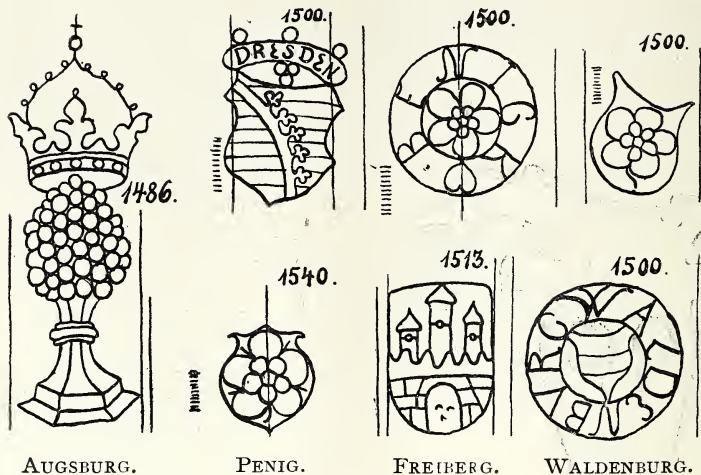 1500.
1500.
1500.
DRESDEN
1486.
1540.
1513.
1500.
AUGSBURG.
PENIG.
FREIBERG.
WALDENBURG.